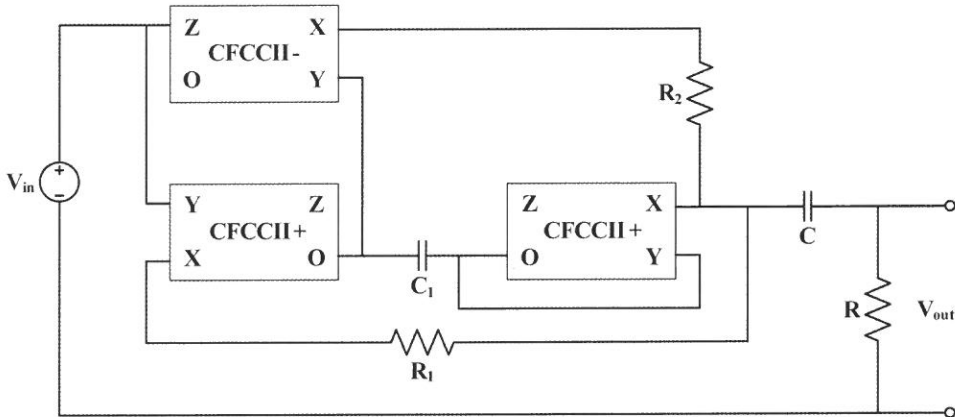 Z X
CFCCII-
O Y
R2
Vin
Y Z
CFCCII+
X O
C1
Z X
CFCCII+
O Y
C
R
Vout
R1